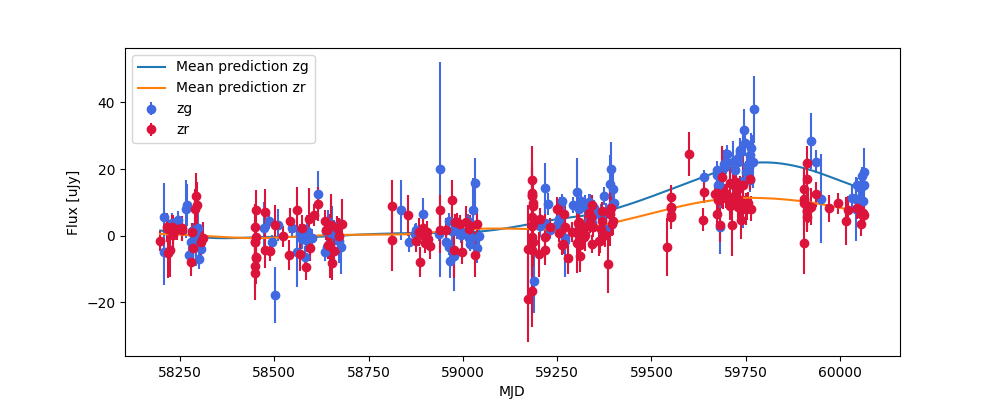 Mean prediction zg
Mean prediction zr
zg
zr
Flux [uJy]
40
20
0
−20
58250
58500
58750
59000
59250
59500
59750
60000
MJD